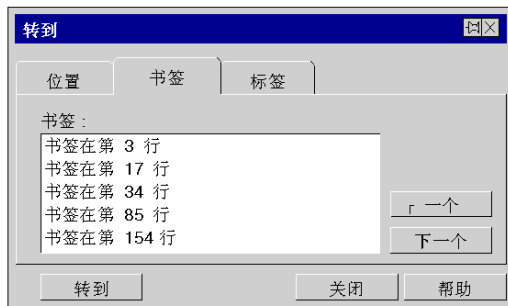 转到
位置 书签 标签
书签:
书签在第 3 行
书签在第 17 行
书签在第 34 行
书签在第 85 行
书签在第 154 行
一个
下一个
转到 关闭 帮助